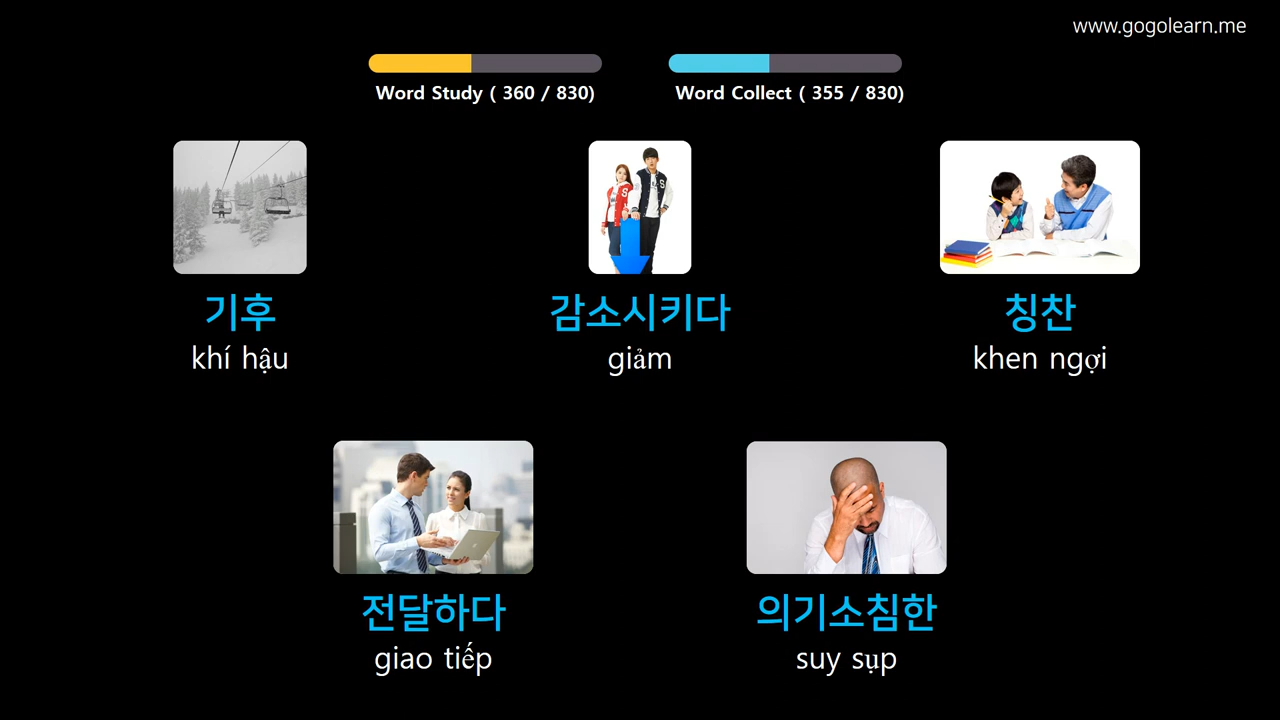 www.gogolearn.me
Word Study ( 360 / 830)
Word Collect ( 355 / 830)
기후
khí hậu
감소시키다
giảm
칭찬
khen ngợi
전달하다
giao tiếp
의기소침한
suy sụp